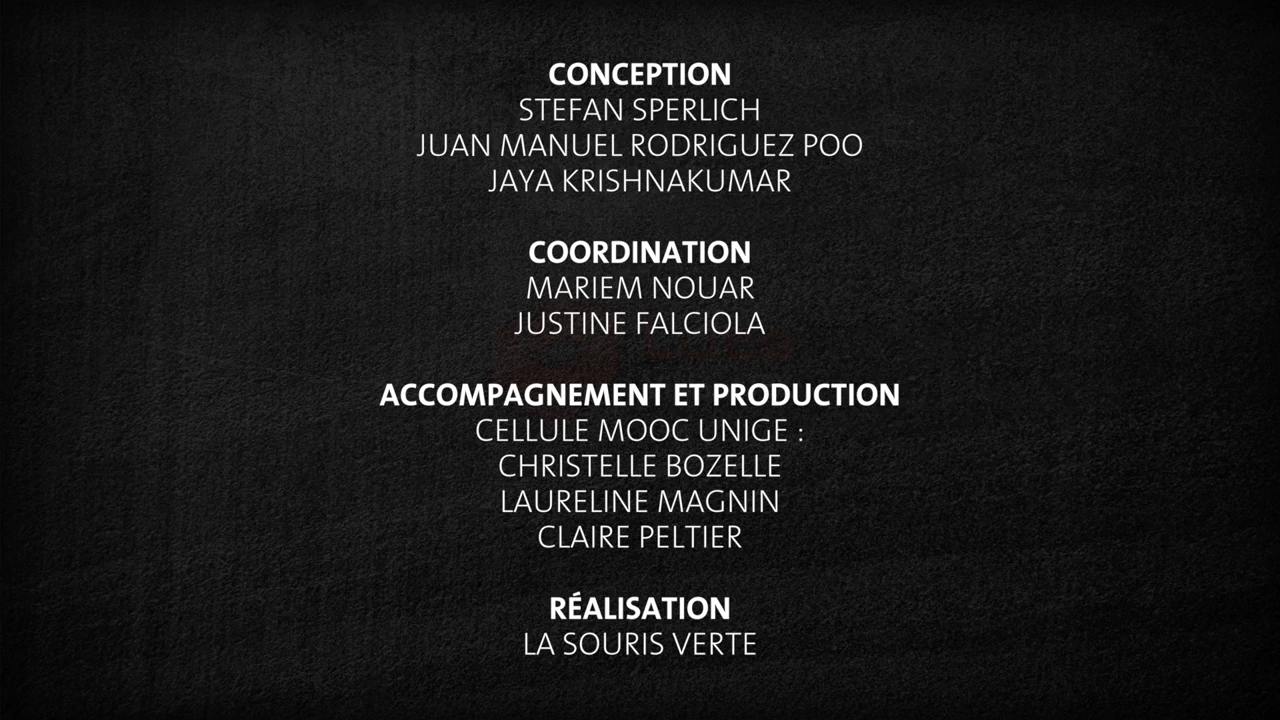 CONCEPTION
STEFAN SPERLICH
JUAN MANUEL RODRIGUEZ POO
JAYA KRISHNAKUMAR
COORDINATION
MARIEM NOUAR
JUSTINE FALCIOLA
ACCOMPAGNEMENT ET PRODUCTION
CELLULE MOOC UNIGE :
CHRISTELLE BOZELLE
LAURELINE MAGNIN
CLAIRE PELTIER
RÉALISATION
LA SOURIS VERTE